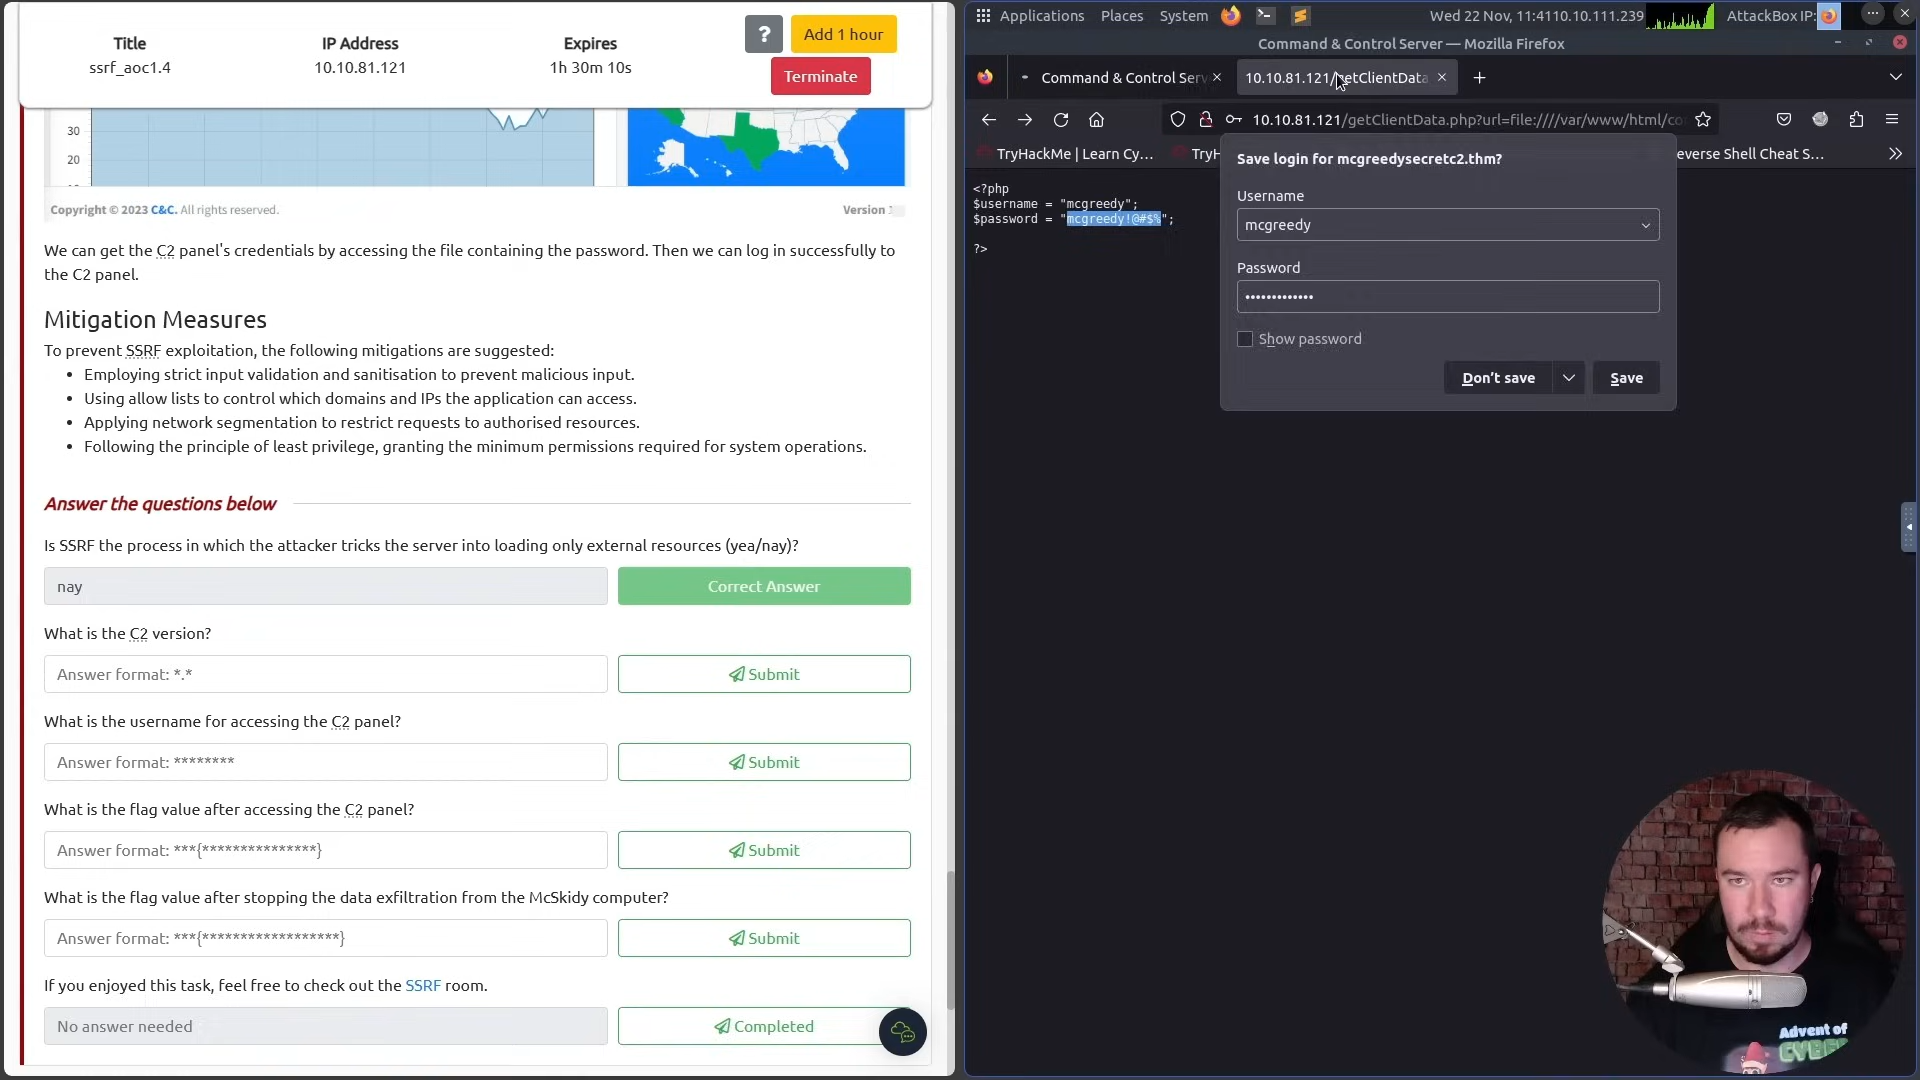 Title
ssrf_aoc1.4
IP Address
10.10.81.121
Expires
1h 30m 10s
?
Add 1 hour
Terminate
30
20
Copyright © 2023 C&C. All rights reserved.
Version
We can get the C2 panel's credentials by accessing the file containing the password. Then we can log in successfully to
the C2 panel.
Mitigation Measures
To prevent SSRF exploitation, the following mitigations are suggested:
• Employing strict input validation and sanitisation to prevent malicious input.
• Using allow lists to control which domains and IPs the application can access.
• Applying network segmentation to restrict requests to authorised resources.
• Following the principle of least privilege, granting the minimum permissions required for system operations.
Answer the questions below
Is SSRF the process in which the attacker tricks the server into loading only external resources (yea/nay)?
nay
Correct Answer
What is the C2 version?
Answer format: *.*
Submit
What is the username for accessing the C2 panel?
Answer format: ********
Submit
What is the flag value after accessing the C2 panel?
Answer format: ***{***************}
Submit
What is the flag value after stopping the data exfiltration from the McSkidy computer?
Answer format: ***{******************}
Submit
If you enjoyed this task, feel free to check out the SSRF room.
No answer needed
Completed
Applications Places System
Wed 22 Nov, 11:41
10.10.111.239
AttackBox IP:
Command & Control Server — Mozilla Firefox
Command & Control Serv
10.10.81.121/getClientData
10.10.81.121/getClientData.php?url=file:////var/www/html/co
TryHackMe | Learn Cy…
TryH
everse Shell Cheat S…
<?php
$username = "mcgreedy";
$password = "mcgreedy!@#$%";
?>
Save login for mcgreedysecretc2.thm?
Username
mcgreedy
Password
•••••••••••••
Show password
Don't save
Save
Advent of
CYBER